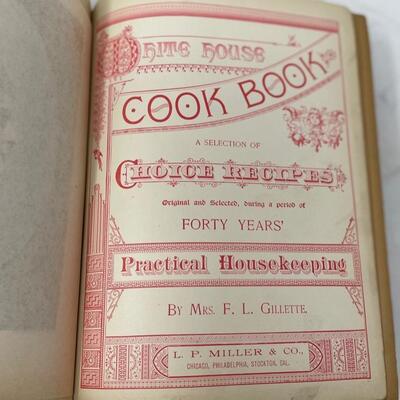 WHITE HOUSE
COOK BOOK
A SELECTION OF
CHOICE RECIPES
Original and Selected, during a period of
FORTY YEARS'
Practical Housekeeping
BY MRS. F. L. GILLETTE.
L. P. MILLER & CO.,
CHICAGO, PHILADELPHIA, STOCKTON, CAL.